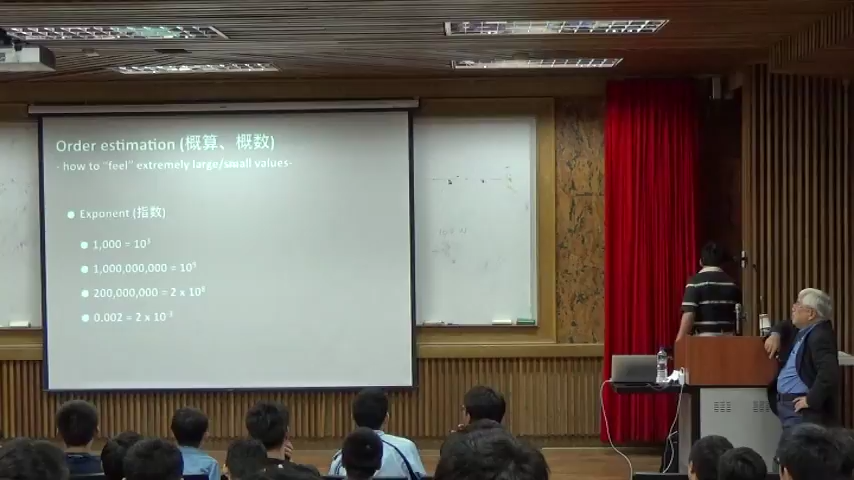 Order estimation (概算、概数)
- how to "feel" extremely large/small values-
● Exponent (指数)
● 1,000 = 10³
● 1,000,000,000 = 10⁹
● 200,000,000 = 2 x 10⁸
● 0.002 = 2 x 10⁻³